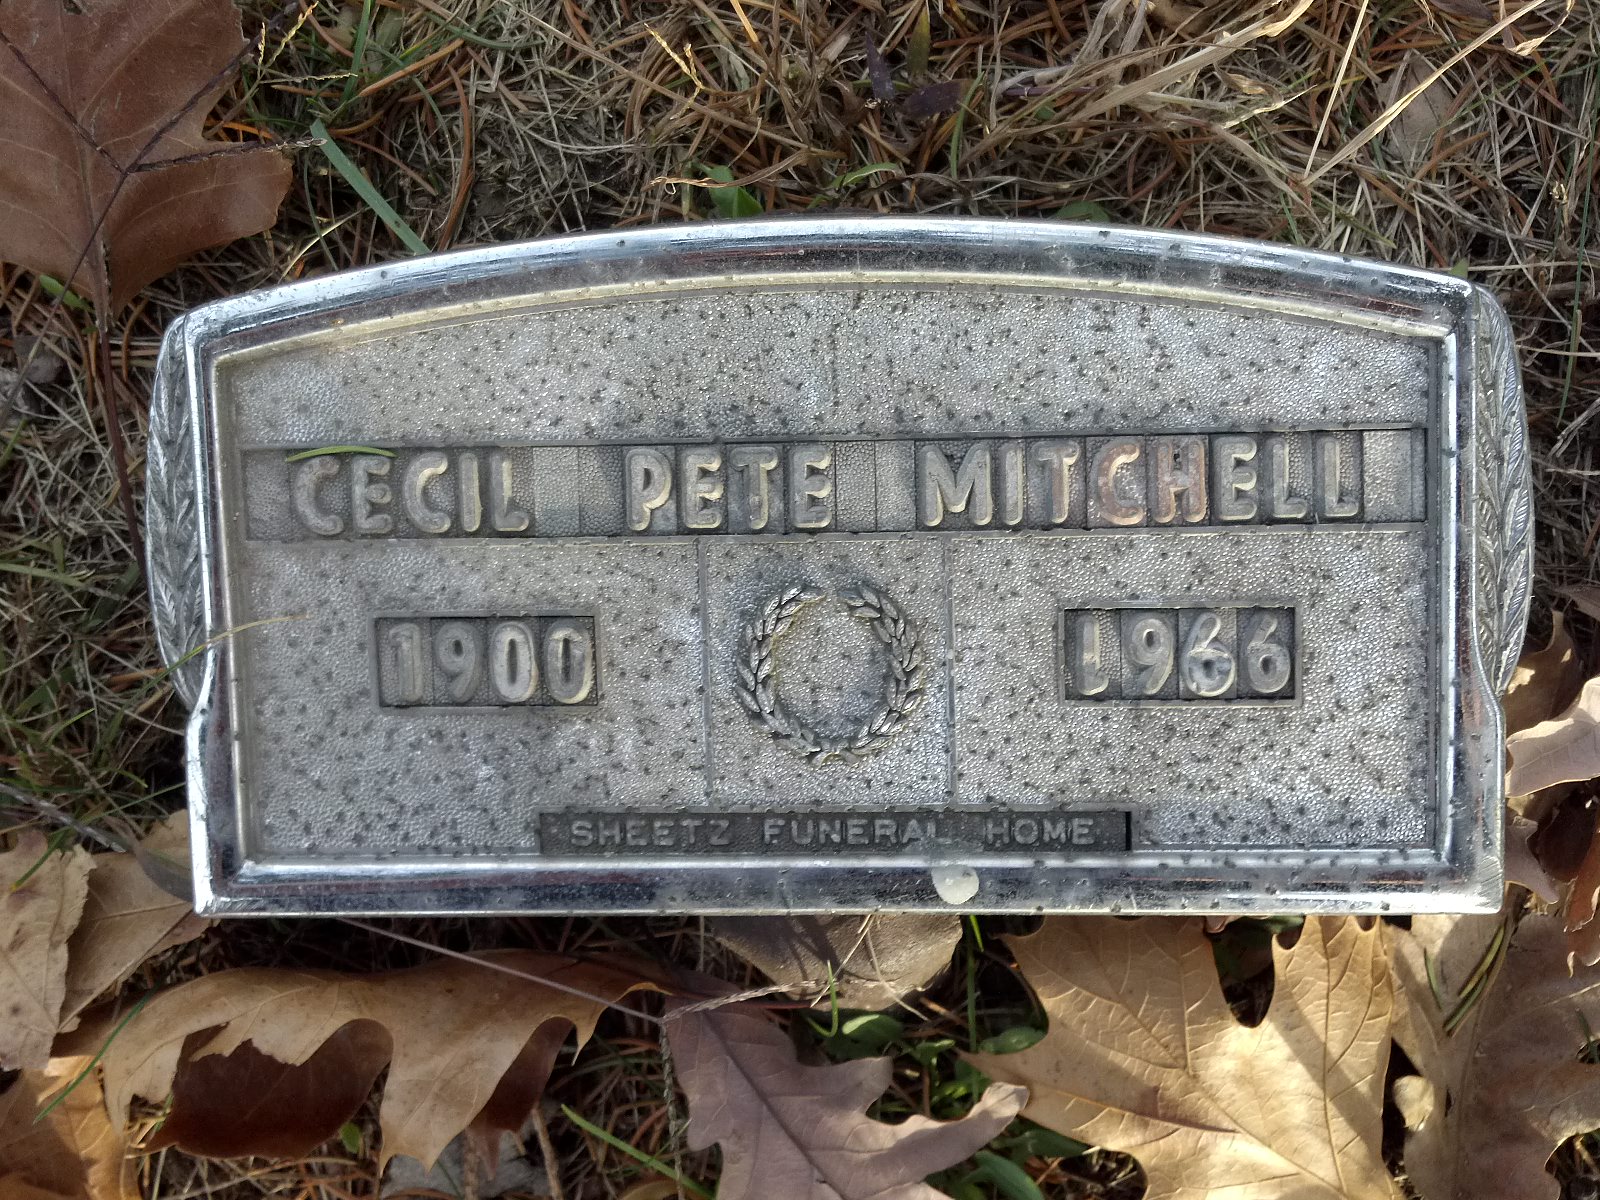 CECIL PETE MITCHELL
1900 1966
SHEETZ FUNERAL HOME